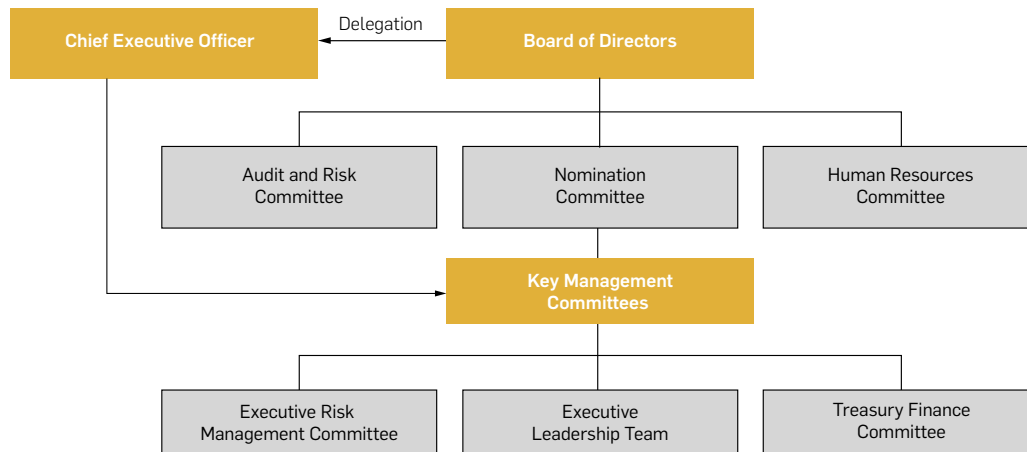 Chief Executive Officer
Delegation
Board of Directors
Audit and Risk
Committee
Nomination
Committee
Human Resources
Committee
Key Management
Committees
Executive Risk
Management Committee
Executive
Leadership Team
Treasury Finance
Committee